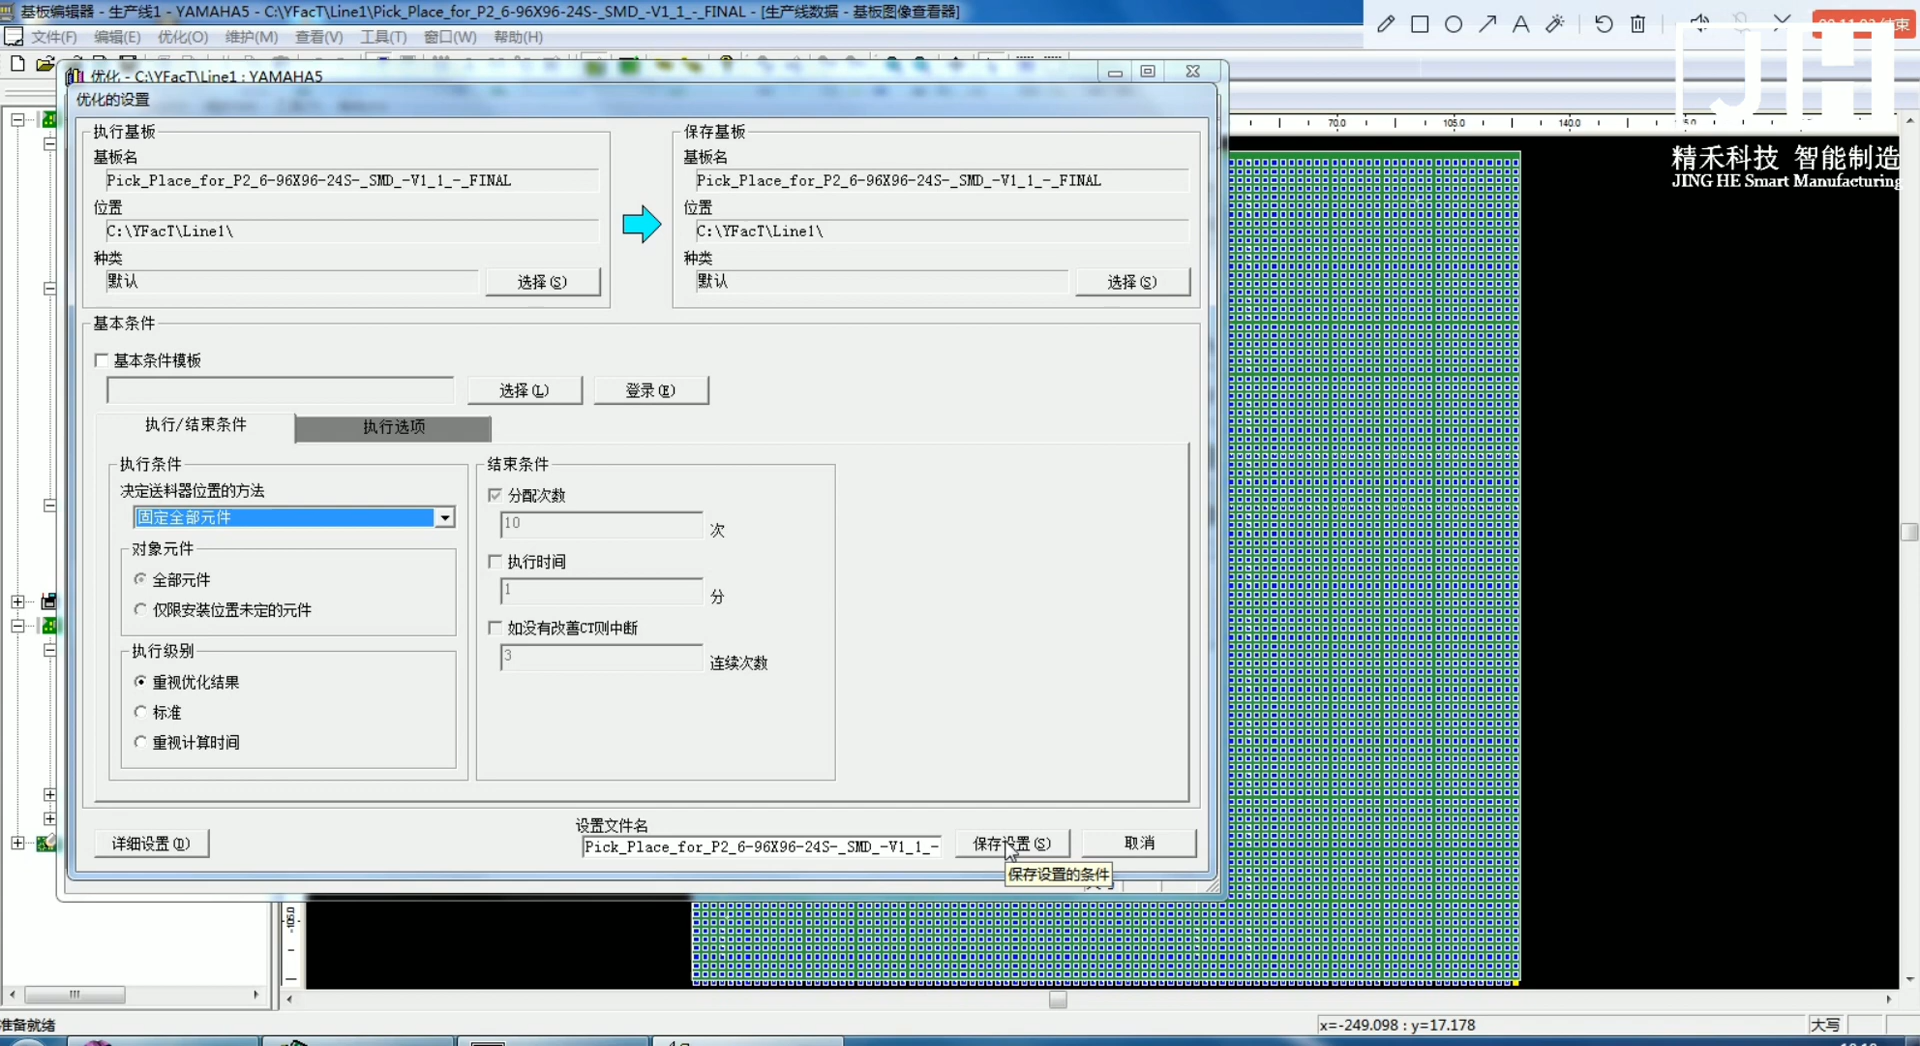 基板编辑器 - 生产线1 - YAMAHA5 - C:\YFacT\Line1\Pick_Place_for_P2_6-96X96-24S-_SMD_-V1_1_-_FINAL - [生产线数据 - 基板图像查看器]
文件(F) 编辑(E) 优化(O) 维护(M) 查看(V) 工具(T) 窗口(W) 帮助(H)
优化 - C:\YFacT\Line1 : YAMAHA5
优化的设置
执行基板
基板名
Pick_Place_for_P2_6-96X96-24S-_SMD_-V1_1_-_FINAL
位置
C:\YFacT\Line1\
种类
默认
选择(S)
保存基板
基板名
Pick_Place_for_P2_6-96X96-24S-_SMD_-V1_1_-_FINAL
位置
C:\YFacT\Line1\
种类
默认
选择(S)
基本条件
基本条件模板
选择(L)
登录(E)
执行/结束条件
执行选项
执行条件
决定送料器位置的方法
固定全部元件
对象元件
全部元件
仅限安装位置未定的元件
执行级别
重视优化结果
标准
重视计算时间
结束条件
分配次数
10 次
执行时间
1 分
如没有改善CT则中断
3 连续次数
详细设置(D)
设置文件名
Pick_Place_for_P2_6-96X96-24S-_SMD_-V1_1_-
保存设置(S)
取消
保存设置的条件
大写
70.0
105.0
140.0
JH
精禾科技 智能制造
JING HE Smart Manufacturing
准备就绪
x=-249.098 : y=17.178
大写